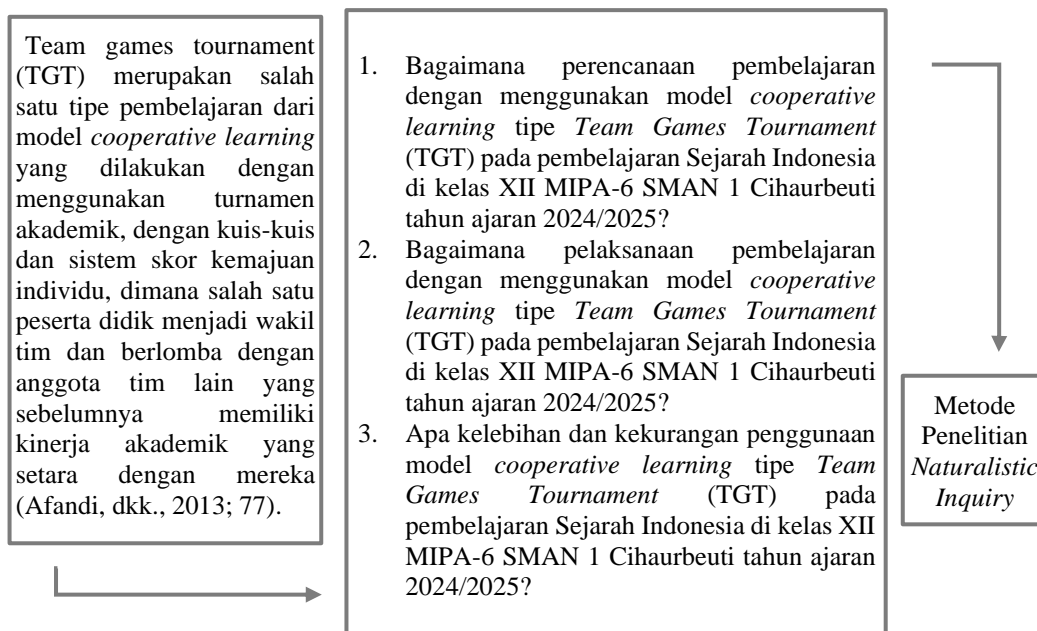 Team games tournament
(TGT) merupakan salah
satu tipe pembelajaran dari
model cooperative learning
yang dilakukan dengan
menggunakan turnamen
akademik, dengan kuis-kuis
dan sistem skor kemajuan
individu, dimana salah satu
peserta didik menjadi wakil
tim dan berlomba dengan
anggota tim lain yang
sebelumnya memiliki
kinerja akademik yang
setara dengan mereka
(Afandi, dkk., 2013; 77).
1. Bagaimana perencanaan pembelajaran
dengan menggunakan model cooperative
learning tipe Team Games Tournament
(TGT) pada pembelajaran Sejarah Indonesia
di kelas XII MIPA-6 SMAN 1 Cihaurbeuti
tahun ajaran 2024/2025?
2. Bagaimana pelaksanaan pembelajaran
dengan menggunakan model cooperative
learning tipe Team Games Tournament
(TGT) pada pembelajaran Sejarah Indonesia
di kelas XII MIPA-6 SMAN 1 Cihaurbeuti
tahun ajaran 2024/2025?
3. Apa kelebihan dan kekurangan penggunaan
model cooperative learning tipe Team
Games Tournament (TGT) pada
pembelajaran Sejarah Indonesia di kelas XII
MIPA-6 SMAN 1 Cihaurbeuti tahun ajaran
2024/2025?
Metode
Penelitian
Naturalistic
Inquiry